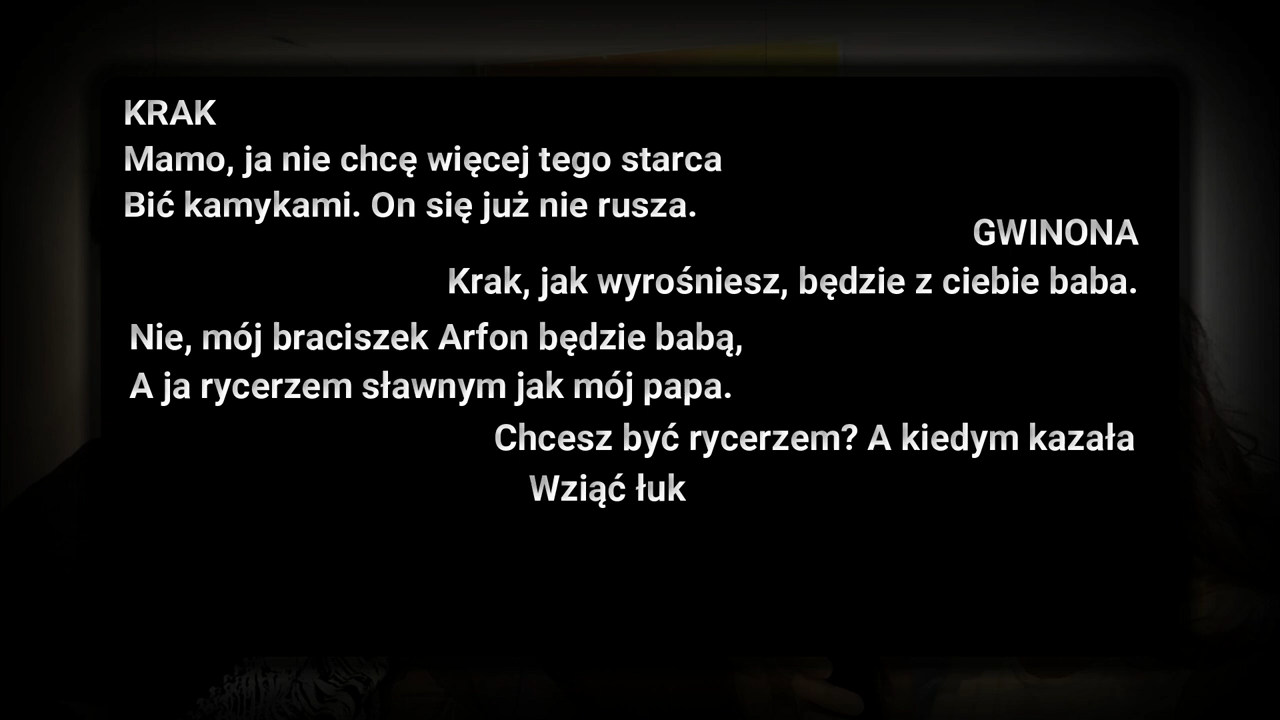 KRAK
Mamo, ja nie chcę więcej tego starca
Bić kamykami. On się już nie rusza.
GWINONA
Krak, jak wyrośniesz, będzie z ciebie baba.
Nie, mój braciszek Arfon będzie babą,
A ja rycerzem sławnym jak mój papa.
Chcesz być rycerzem? A kiedym kazała
Wziąć łuk